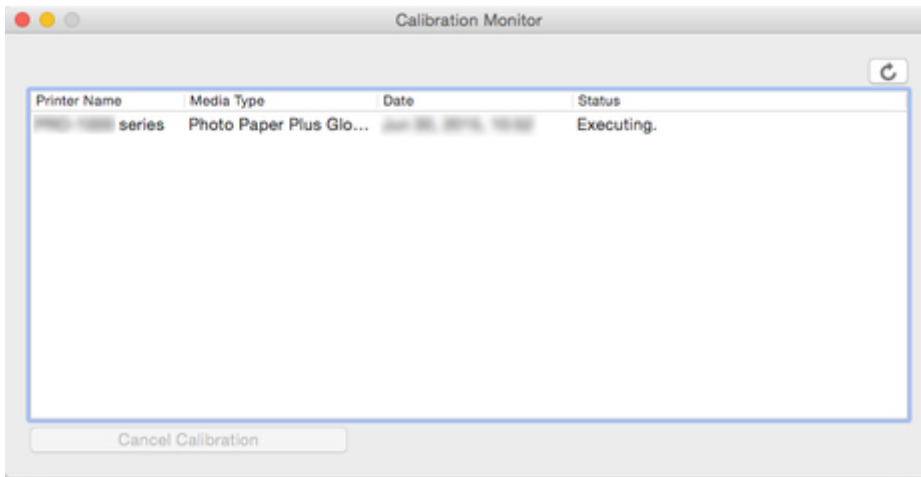 Calibration Monitor
Printer Name Media Type Date Status
series Photo Paper Plus Glo... Executing.
Cancel Calibration